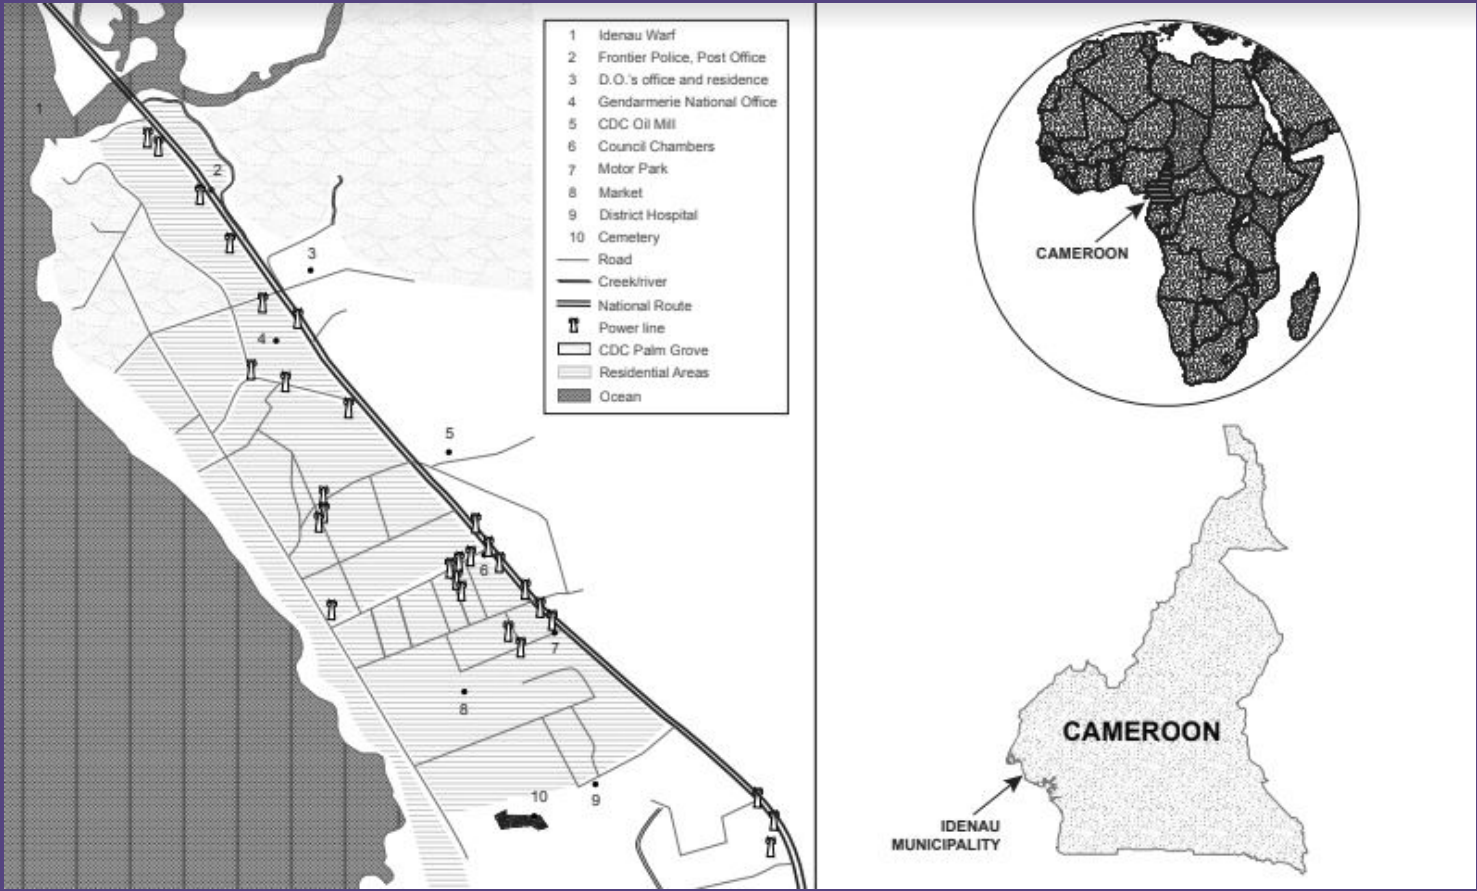 1
2
3
4
5
6
7
8
9
10
1 Idenau Warf
2 Frontier Police, Post Office
3 D.O.'s office and residence
4 Gendarmerie National Office
5 CDC Oil Mill
6 Council Chambers
7 Motor Park
8 Market
9 District Hospital
10 Cemetery
Road
Creek/river
National Route
Power line
CDC Palm Grove
Residential Areas
Ocean
CAMEROON
CAMEROON
IDENAU
MUNICIPALITY